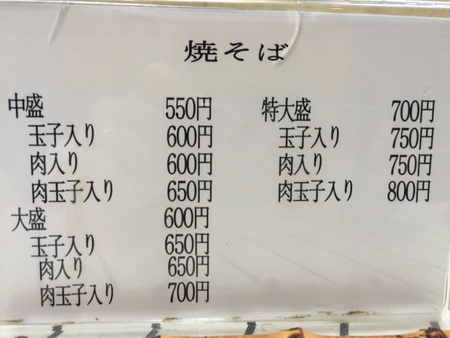 焼そば
中盛 550円
玉子入り 600円
肉入り 600円
肉玉子入り 650円
大盛 600円
玉子入り 650円
肉入り 650円
肉玉子入り 700円
特大盛 700円
玉子入り 750円
肉入り 750円
肉玉子入り 800円